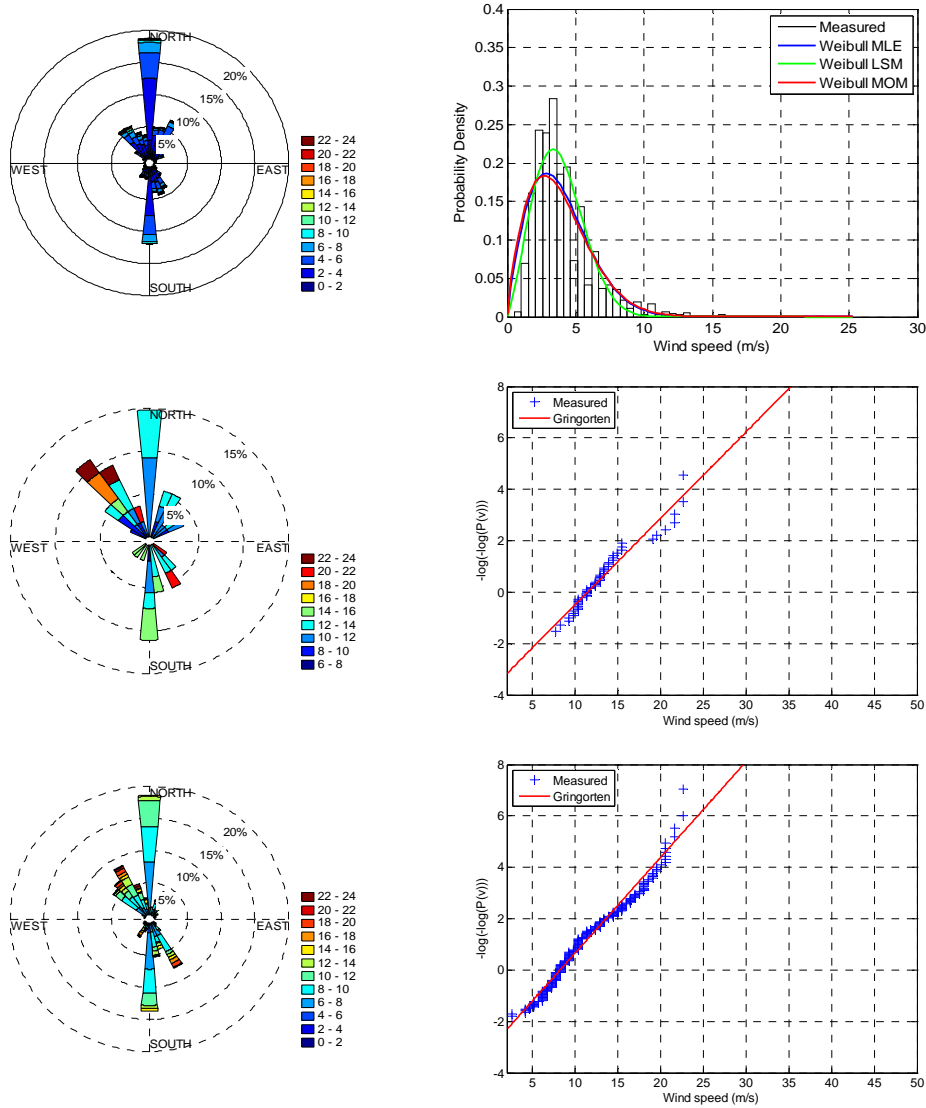 NORTH
20%
15%
10%
5%
WEST
EAST
SOUTH
22 - 24
20 - 22
18 - 20
16 - 18
14 - 16
12 - 14
10 - 12
8 - 10
6 - 8
4 - 6
2 - 4
0 - 2
0.4
0.35
0.3
0.25
0.2
0.15
0.1
0.05
0
Probability Density
Measured
Weibull MLE
Weibull LSM
Weibull MOM
0 5 10 15 20 25 30
Wind speed (m/s)
NORTH
15%
10%
5%
WEST
EAST
SOUTH
22 - 24
20 - 22
18 - 20
16 - 18
14 - 16
12 - 14
10 - 12
8 - 10
6 - 8
8
6
4
2
0
-2
-4
-log(-log(P(v)))
Measured
Gringorten
5 10 15 20 25 30 35 40 45 50
Wind speed (m/s)
NORTH
20%
15%
10%
5%
WEST
EAST
SOUTH
22 - 24
20 - 22
18 - 20
16 - 18
14 - 16
12 - 14
10 - 12
8 - 10
6 - 8
4 - 6
2 - 4
0 - 2
8
6
4
2
0
-2
-4
-log(-log(P(v)))
Measured
Gringorten
5 10 15 20 25 30 35 40 45 50
Wind speed (m/s)